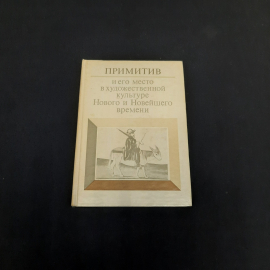 ПРИМИТИВ
и его место
в художественной
культуре
Нового и Новейшего
времени